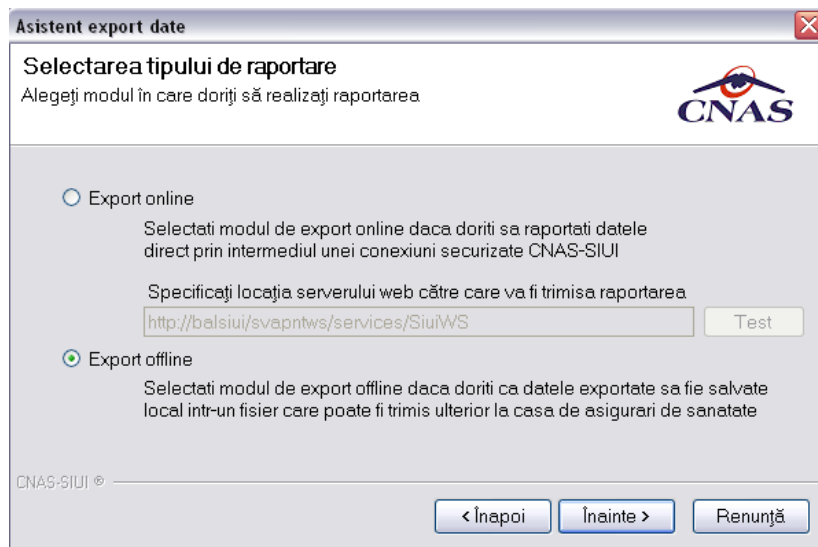 Asistent export date
Selectarea tipului de raportare
Alegeţi modul în care doriţi să realizaţi raportarea
CNAS
Export online
Selectati modul de export online daca doriti sa raportati datele
direct prin intermediul unei conexiuni securizate CNAS-SIUI
Specificaţi locaţia serverului web către care va fi trimisa raportarea
http://balsiui/svapntws/services/SiuiWS
Test
Export offline
Selectati modul de export offline daca doriti ca datele exportate sa fie salvate
local intr-un fisier care poate fi trimis ulterior la casa de asigurari de sanatate
CNAS-SIUI ®
< Înapoi
Înainte >
Renunţă